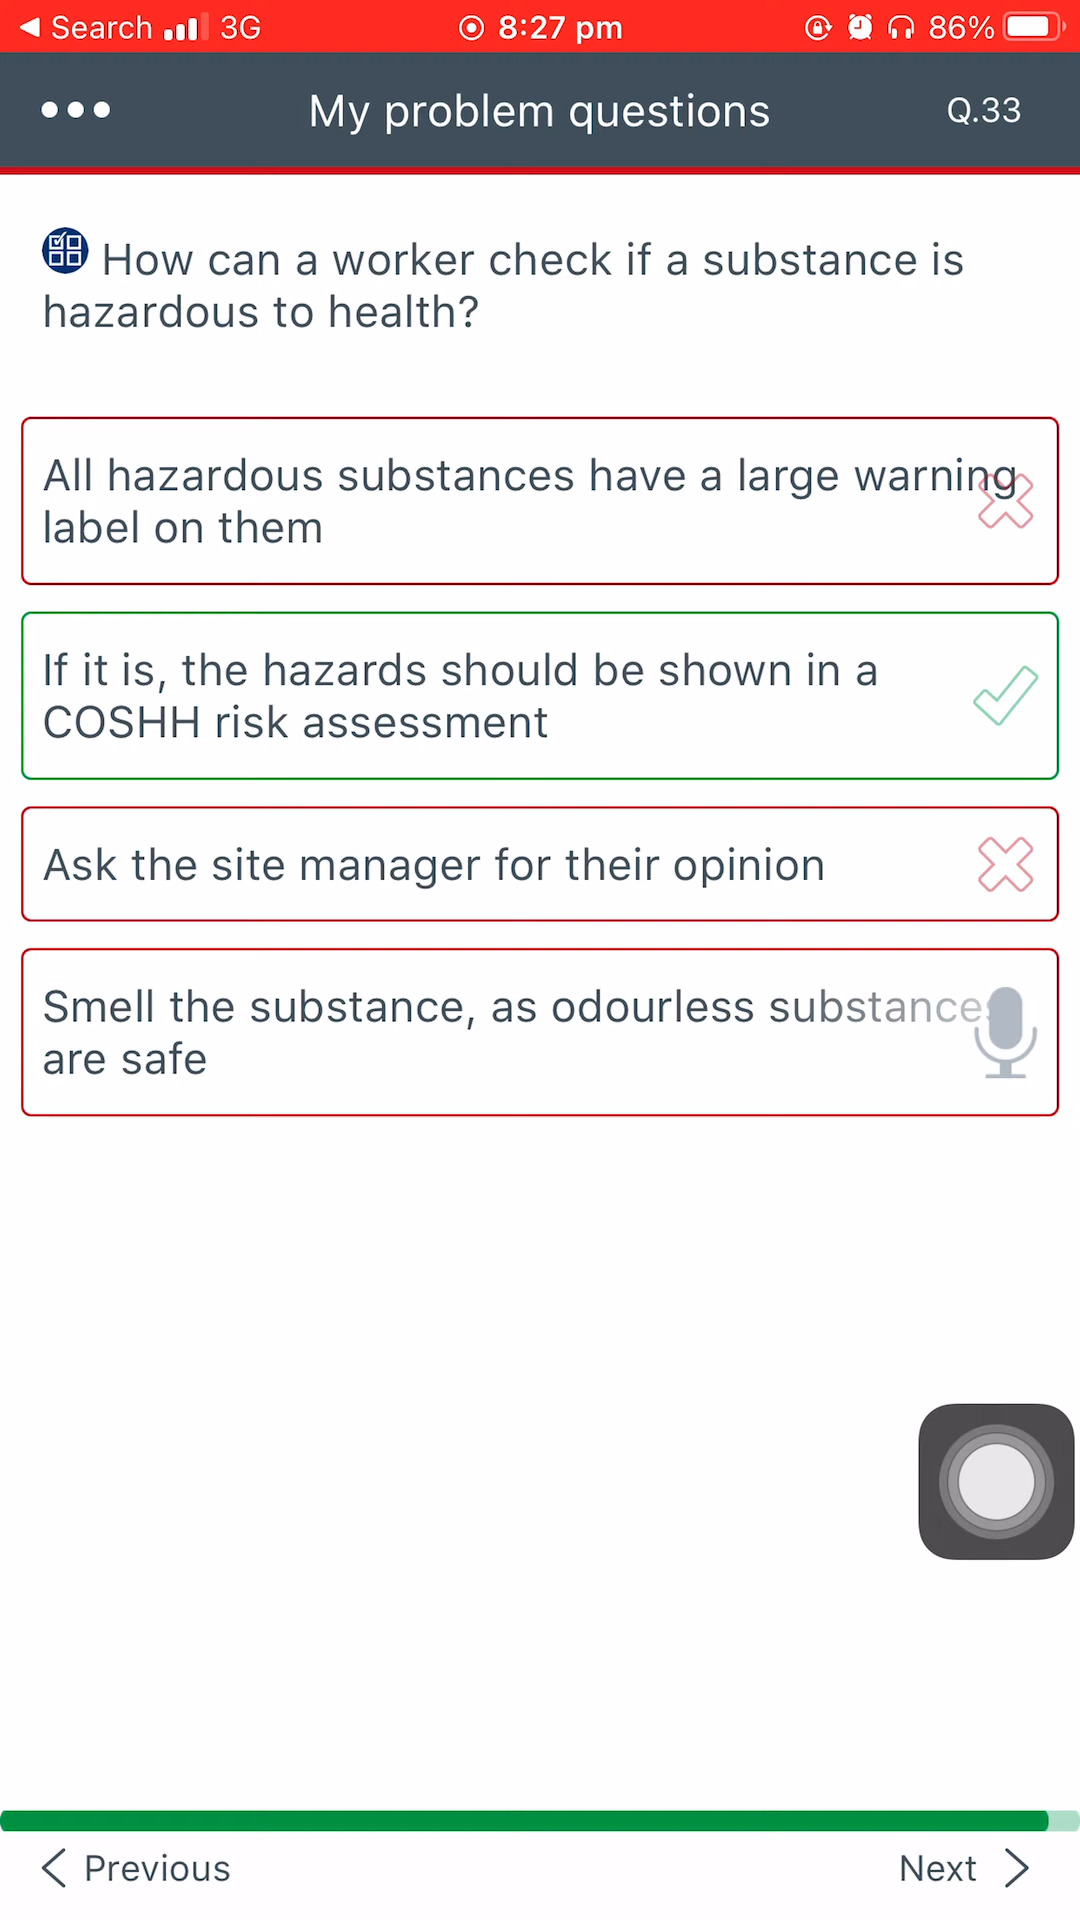 Search 3G 8:27 pm 86%
My problem questions Q.33
How can a worker check if a substance is
hazardous to health?
All hazardous substances have a large warning
label on them
If it is, the hazards should be shown in a
COSHH risk assessment
Ask the site manager for their opinion
Smell the substance, as odourless substances
are safe
Previous Next